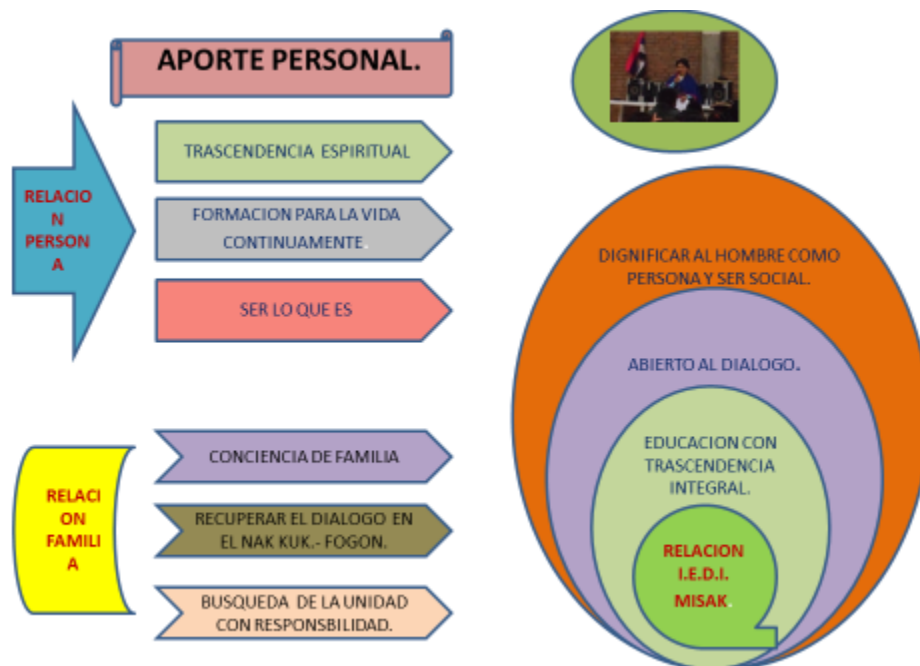 APORTE PERSONAL.
RELACIO
N
PERSON
A
TRASCENDENCIA ESPIRITUAL
FORMACION PARA LA VIDA
CONTINUAMENTE.
SER LO QUE ES
RELACI
ON
FAMILI
A
CONCIENCIA DE FAMILIA
RECUPERAR EL DIALOGO EN
EL NAK KUK.- FOGON.
BUSQUEDA DE LA UNIDAD
CON RESPONSBILIDAD.
DIGNIFICAR AL HOMBRE COMO
PERSONA Y SER SOCIAL.
ABIERTO AL DIALOGO.
EDUCACION CON
TRASCENDENCIA
INTEGRAL.
RELACION
I.E.D.I.
MISAK.